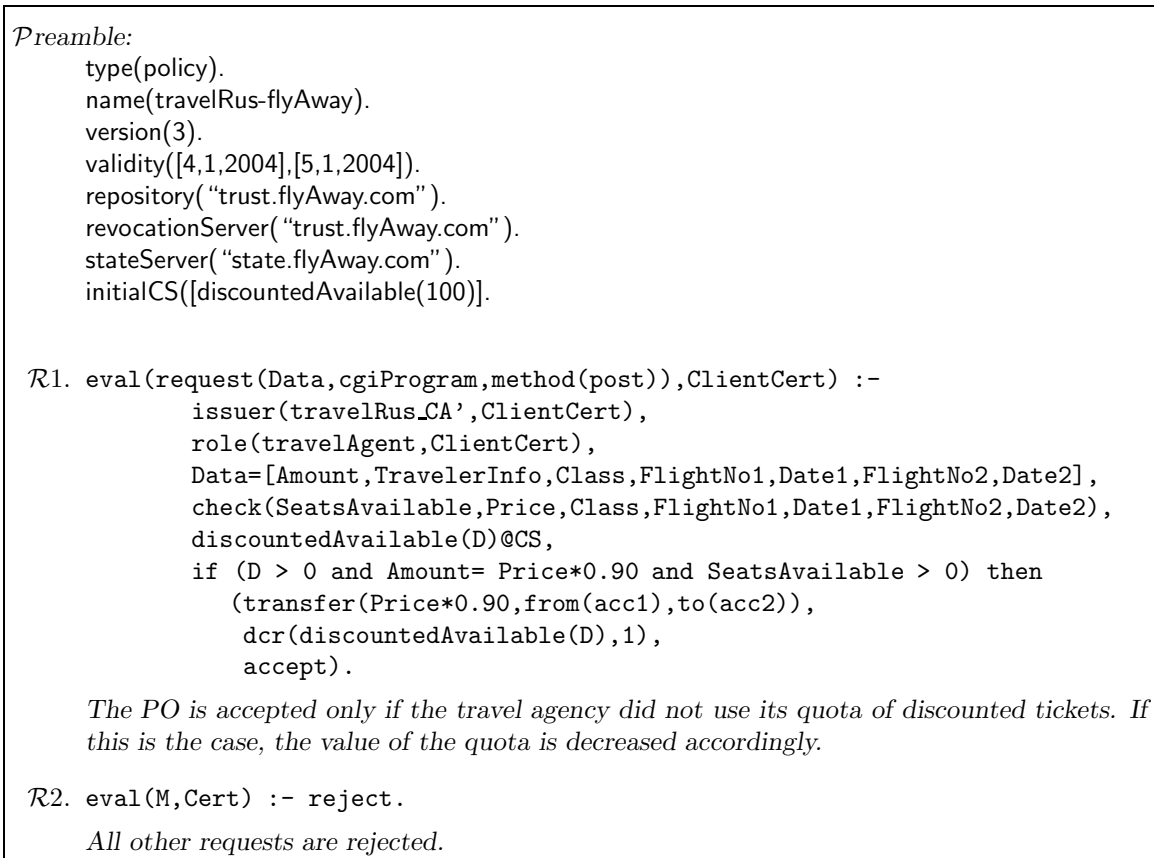 Preamble:
type(policy).
name(travelRus-flyAway).
version(3).
validity([4,1,2004],[5,1,2004]).
repository(“trust.flyAway.com”).
revocationServer(“trust.flyAway.com”).
stateServer(“state.flyAway.com”).
initialCS([discountedAvailable(100)].
R1. eval(request(Data,cgiProgram,method(post)),ClientCert) :-
issuer(travelRus_CA',ClientCert),
role(travelAgent,ClientCert),
Data=[Amount,TravelerInfo,Class,FlightNo1,Date1,FlightNo2,Date2],
check(SeatsAvailable,Price,Class,FlightNo1,Date1,FlightNo2,Date2),
discountedAvailable(D)@CS,
if (D > 0 and Amount= Price*0.90 and SeatsAvailable > 0) then
(transfer(Price*0.90,from(acc1),to(acc2)),
dcr(discountedAvailable(D),1),
accept).
The PO is accepted only if the travel agency did not use its quota of discounted tickets. If
this is the case, the value of the quota is decreased accordingly.
R2. eval(M,Cert) :- reject.
All other requests are rejected.